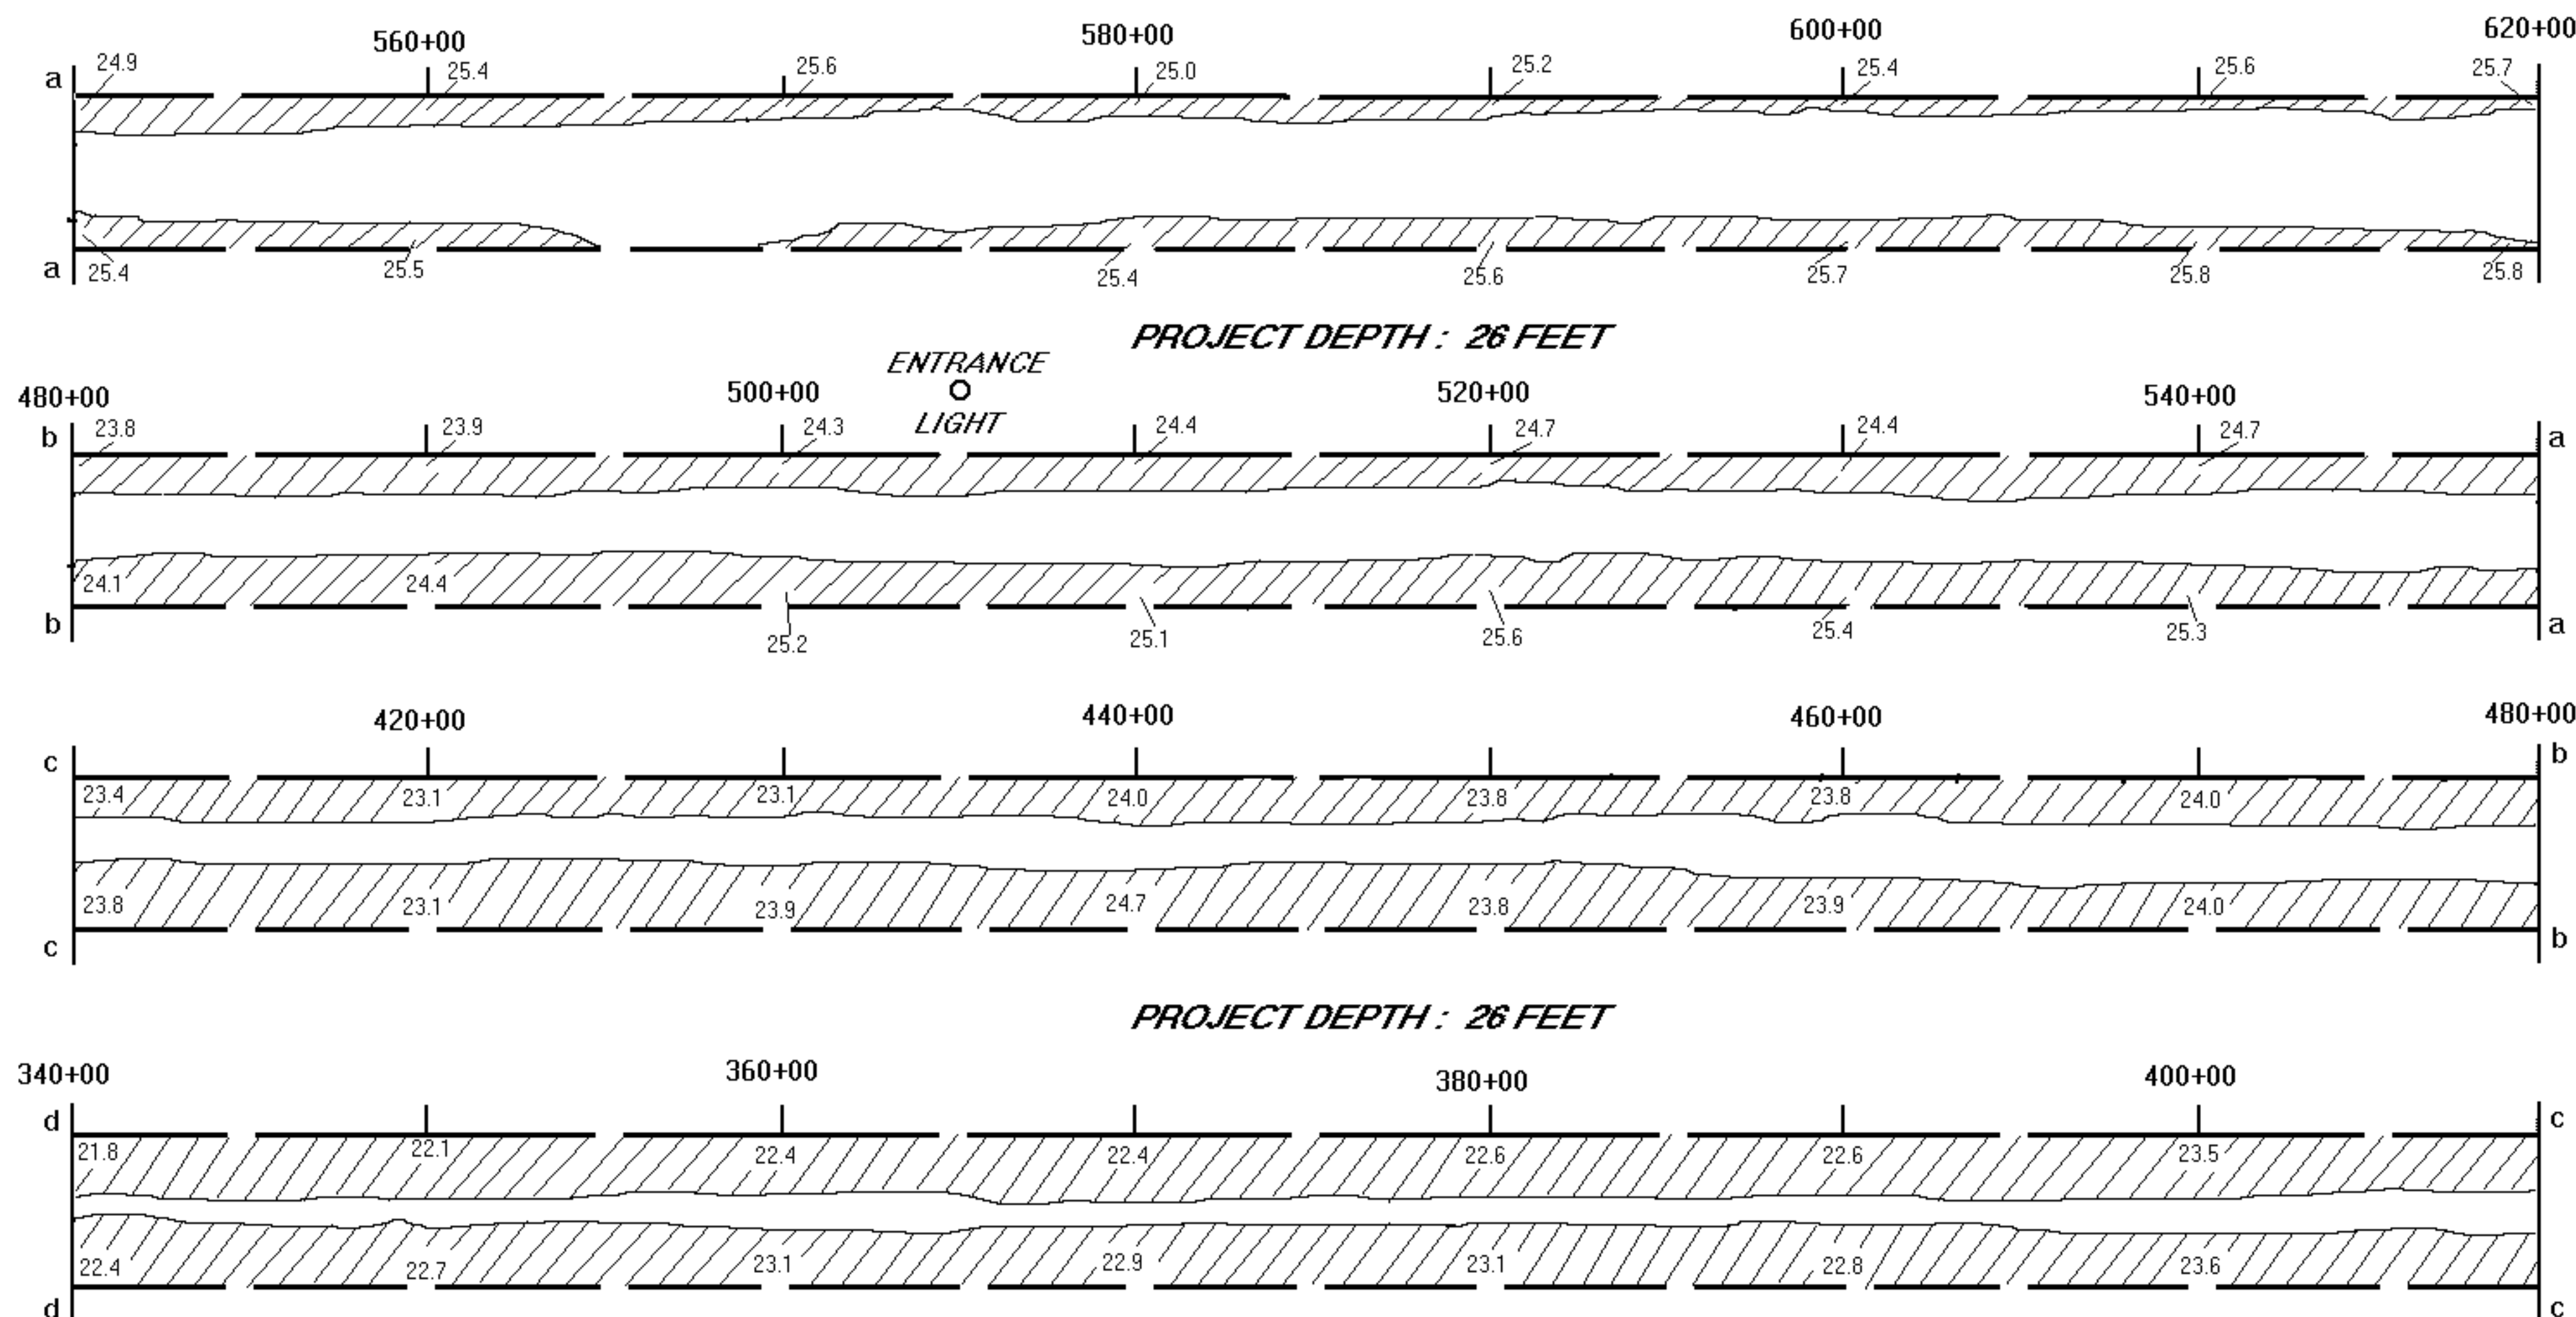 560+00 580+00 600+00 620+00
a 24.9 25.4 25.6 25.0 25.2 25.4 25.6 25.7
a 25.4 25.5 25.4 25.6 25.7 25.8 25.8
PROJECT DEPTH : 26 FEET
ENTRANCE
LIGHT
480+00 500+00 520+00 540+00
b 23.8 23.9 24.3 24.4 24.7 24.4 24.7 a
24.1 24.4
b 25.2 25.1 25.6 25.4 25.3 a
420+00 440+00 460+00 480+00
c b
23.4 23.1 23.1 24.0 23.8 23.8 24.0
23.8 23.1 23.9 24.7 23.8 23.9 24.0
c b
PROJECT DEPTH : 26 FEET
340+00 360+00 380+00 400+00
d c
21.8 22.1 22.4 22.4 22.6 22.6 23.5
22.4 22.7 23.1 22.9 23.1 22.8 23.6
d c